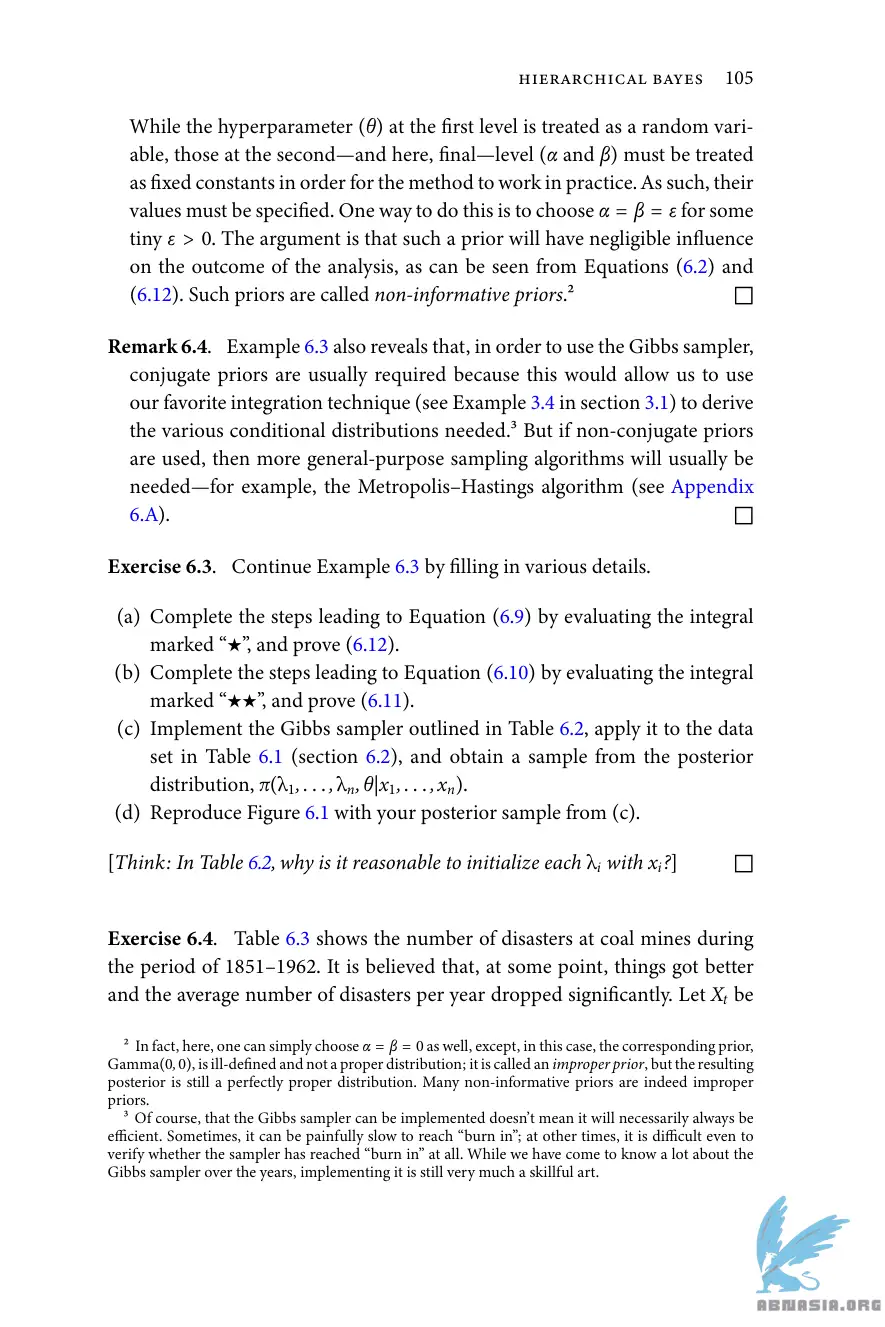 HIERARCHICAL BAYES 105
While the hyperparameter (θ) at the first level is treated as a random vari-
able, those at the second—and here, final—level (α and β) must be treated
as fixed constants in order for the method to work in practice. As such, their
values must be specified. One way to do this is to choose α = β = ε for some
tiny ε > 0. The argument is that such a prior will have negligible influence
on the outcome of the analysis, as can be seen from Equations (6.2) and
(6.12). Such priors are called non-informative priors.² □
Remark 6.4. Example 6.3 also reveals that, in order to use the Gibbs sampler,
conjugate priors are usually required because this would allow us to use
our favorite integration technique (see Example 3.4 in section 3.1) to derive
the various conditional distributions needed.³ But if non-conjugate priors
are used, then more general-purpose sampling algorithms will usually be
needed—for example, the Metropolis–Hastings algorithm (see Appendix
6.A). □
Exercise 6.3. Continue Example 6.3 by filling in various details.
(a) Complete the steps leading to Equation (6.9) by evaluating the integral
marked “★”, and prove (6.12).
(b) Complete the steps leading to Equation (6.10) by evaluating the integral
marked “★★”, and prove (6.11).
(c) Implement the Gibbs sampler outlined in Table 6.2, apply it to the data
set in Table 6.1 (section 6.2), and obtain a sample from the posterior
distribution, π(λ₁, . . . , λₙ, θ|x₁, . . . , xₙ).
(d) Reproduce Figure 6.1 with your posterior sample from (c).
[Think: In Table 6.2, why is it reasonable to initialize each λᵢ with xᵢ?] □
Exercise 6.4. Table 6.3 shows the number of disasters at coal mines during
the period of 1851–1962. It is believed that, at some point, things got better
and the average number of disasters per year dropped significantly. Let Xₜ be
² In fact, here, one can simply choose α = β = 0 as well, except, in this case, the corresponding prior,
Gamma(0, 0), is ill-defined and not a proper distribution; it is called an improper prior, but the resulting
posterior is still a perfectly proper distribution. Many non-informative priors are indeed improper
priors.
³ Of course, that the Gibbs sampler can be implemented doesn’t mean it will necessarily always be
efficient. Sometimes, it can be painfully slow to reach “burn in”; at other times, it is difficult even to
verify whether the sampler has reached “burn in” at all. While we have come to know a lot about the
Gibbs sampler over the years, implementing it is still very much a skillful art.
ABNASIA.ORG